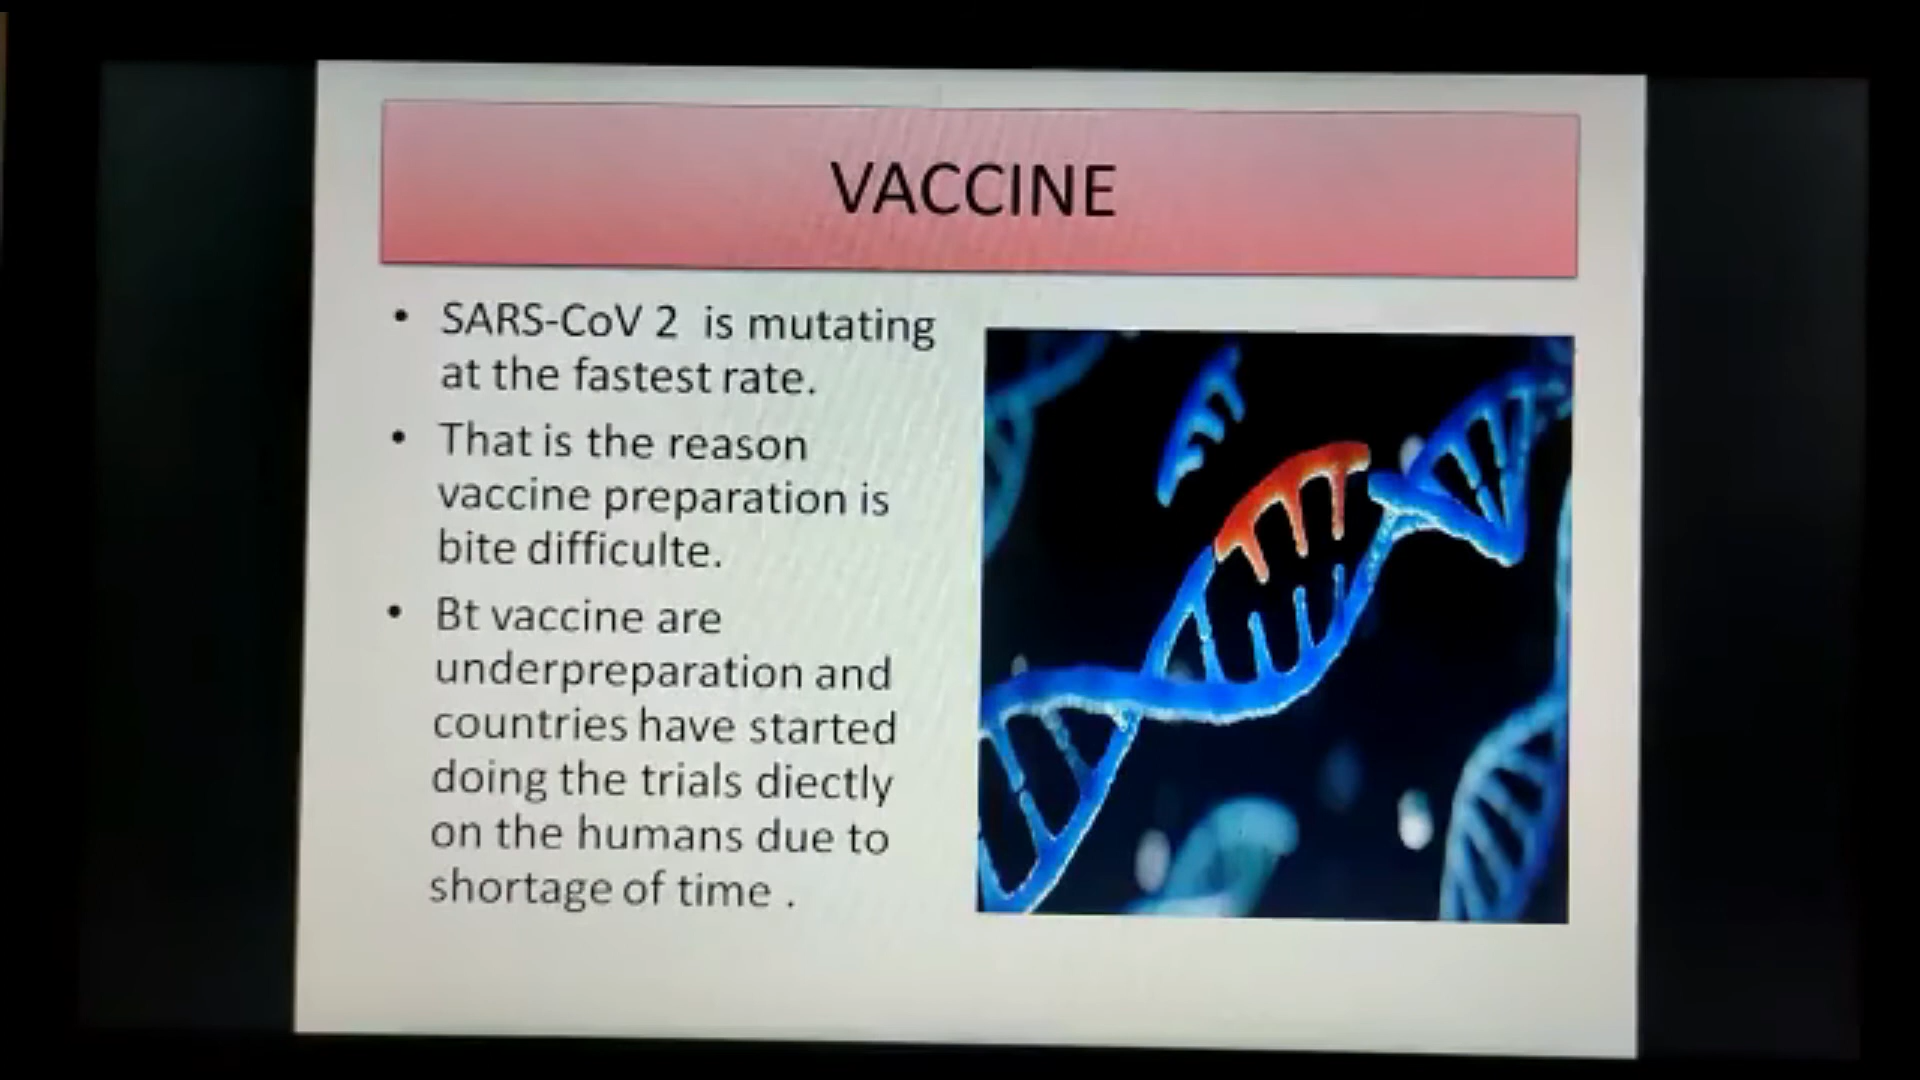 VACCINE
• SARS-CoV 2 is mutating
at the fastest rate.
• That is the reason
vaccine preparation is
bite difficulte.
• Bt vaccine are
underpreparation and
countries have started
doing the trials diectly
on the humans due to
shortage of time .